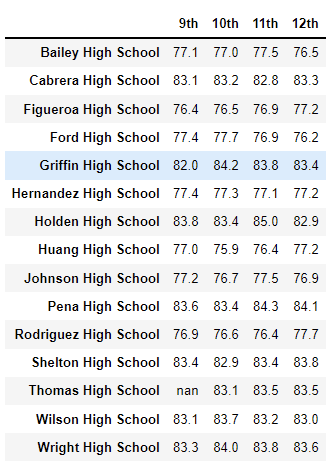 9th 10th 11th 12th
Bailey High School 77.1 77.0 77.5 76.5
Cabrera High School 83.1 83.2 82.8 83.3
Figueroa High School 76.4 76.5 76.9 77.2
Ford High School 77.4 77.7 76.9 76.2
Griffin High School 82.0 84.2 83.8 83.4
Hernandez High School 77.4 77.3 77.1 77.2
Holden High School 83.8 83.4 85.0 82.9
Huang High School 77.0 75.9 76.4 77.2
Johnson High School 77.2 76.7 77.5 76.9
Pena High School 83.6 83.4 84.3 84.1
Rodriguez High School 76.9 76.6 76.4 77.7
Shelton High School 83.4 82.9 83.4 83.8
Thomas High School nan 83.1 83.5 83.5
Wilson High School 83.1 83.7 83.2 83.0
Wright High School 83.3 84.0 83.8 83.6